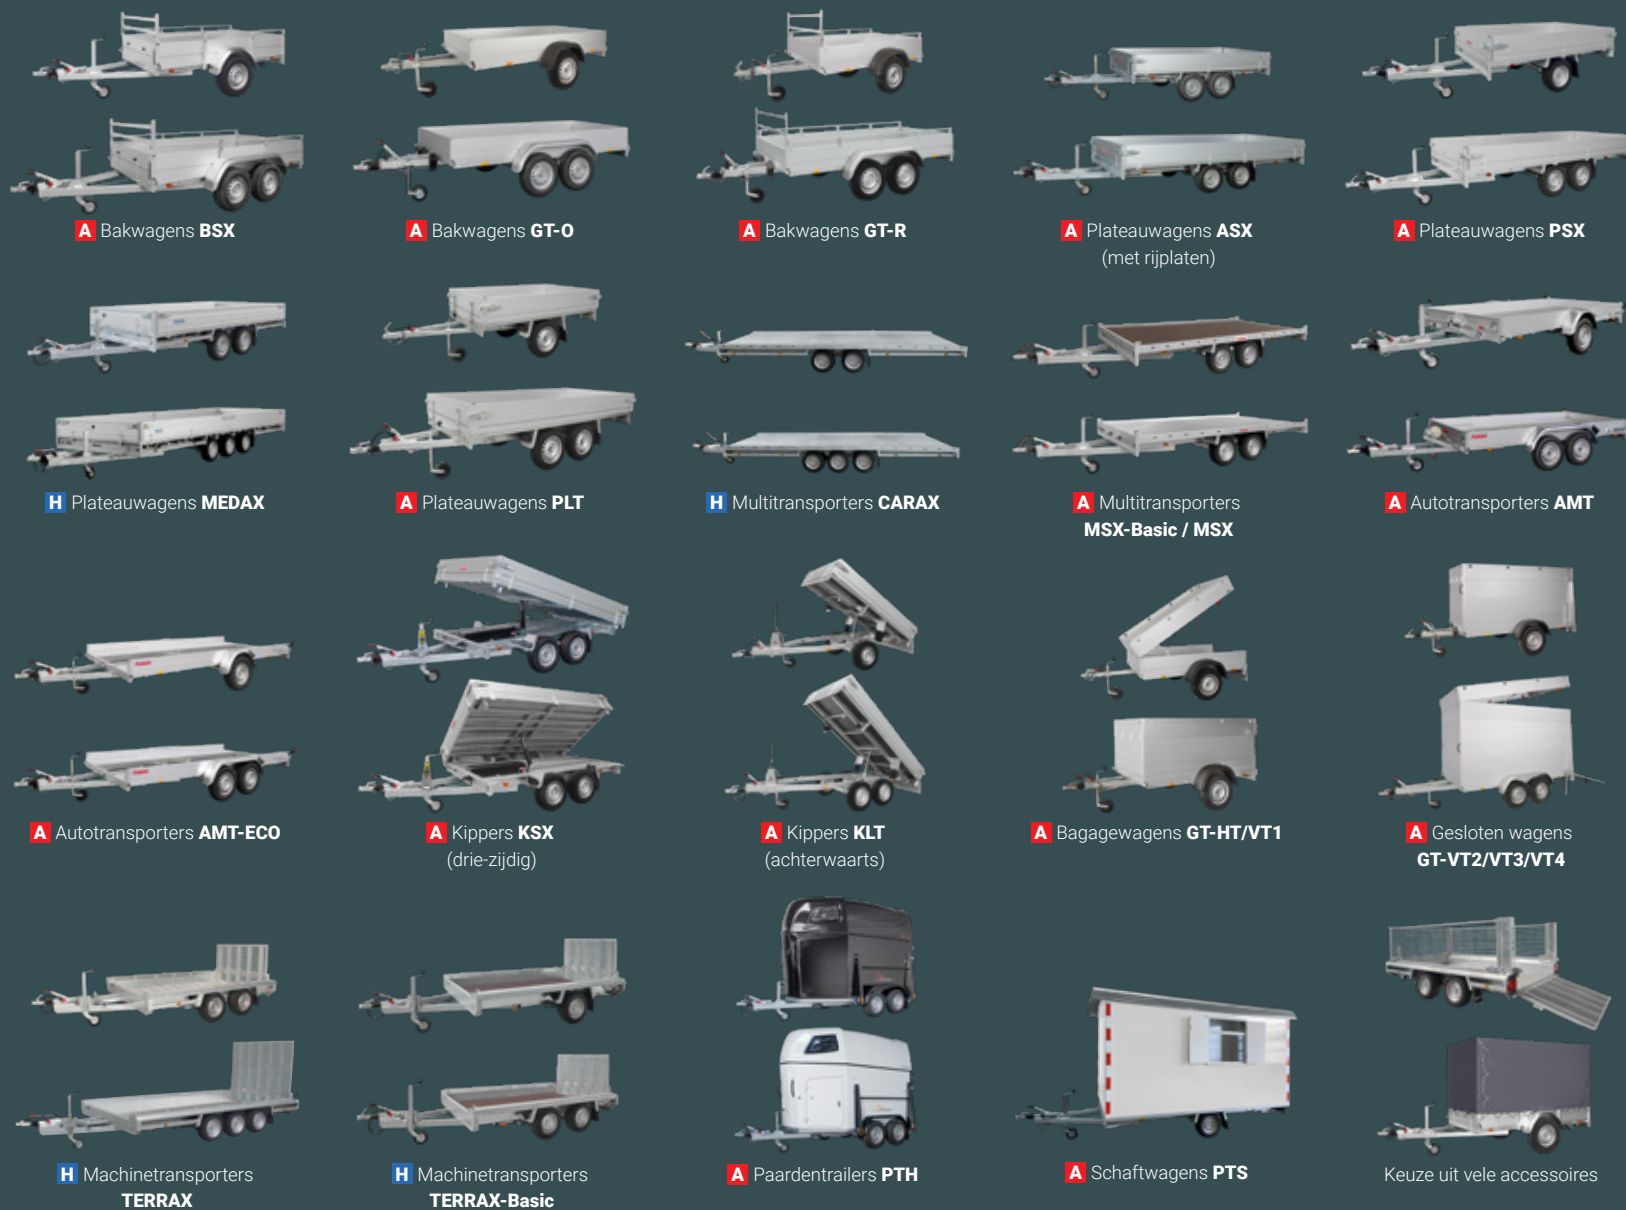 A Bakwagens BSX
A Bakwagens GT-O
A Bakwagens GT-R
A Plateauwagens ASX
(met rijplaten)
A Plateauwagens PSX
H Plateauwagens MEDAX
A Plateauwagens PLT
H Multitransporters CARAX
A Multitransporters
MSX-Basic / MSX
A Autotransporters AMT
A Autotransporters AMT-ECO
A Kippers KSX
(drie-zijdig)
A Kippers KLT
(achterwaarts)
A Bagagewagens GT-HT/VT1
A Gesloten wagens
GT-VT2/VT3/VT4
H Machinetransporters
TERRAX
H Machinetransporters
TERRAX-Basic
A Paardentrailers PTH
A Schaftwagens PTS
Keuze uit vele accessoires